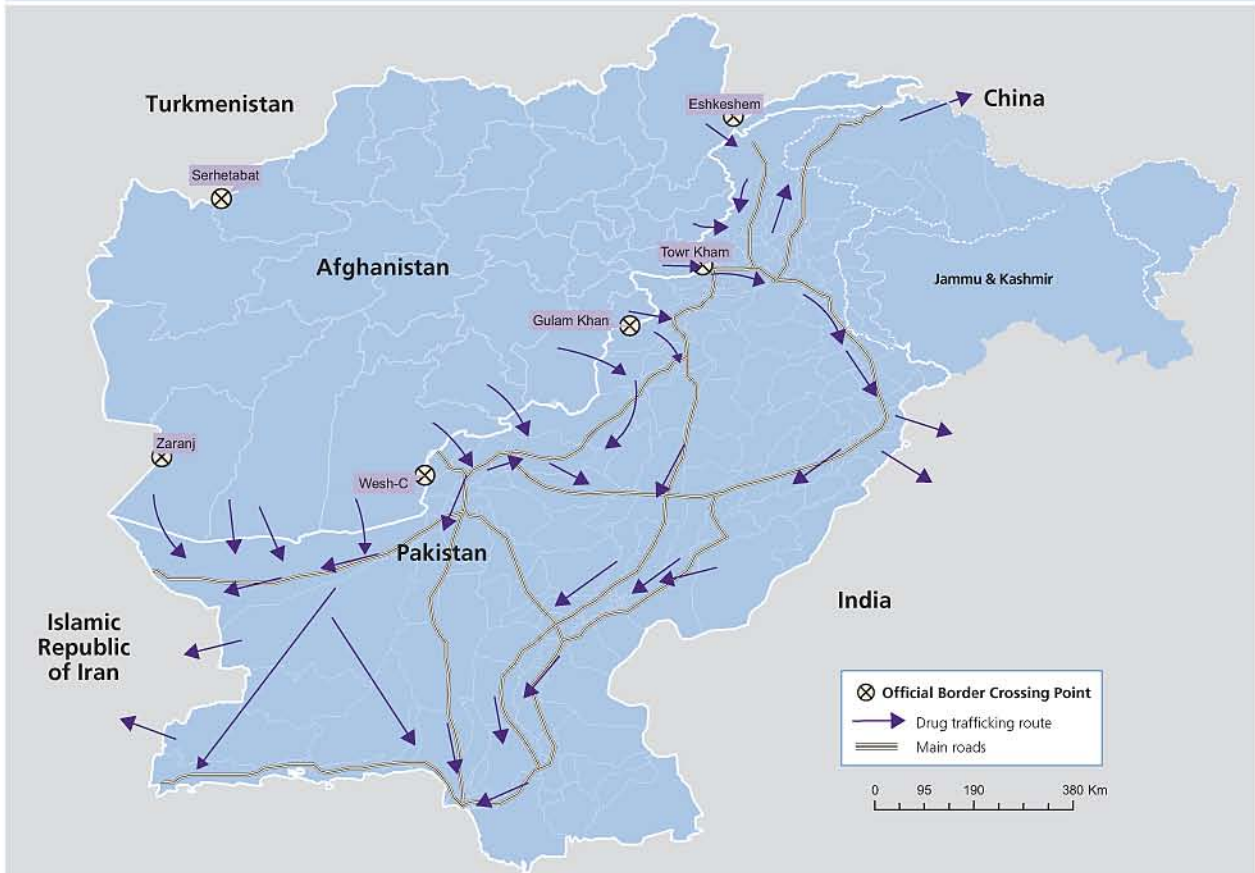 Turkmenistan
Eshkeshem
China
Serhetabat
Afghanistan
Towr Kham
Jammu & Kashmir
Gulam Khan
Zaranj
Wesh-C
Pakistan
India
Islamic
Republic
of Iran
Official Border Crossing Point
Drug trafficking route
Main roads
0 95 190 380 Km